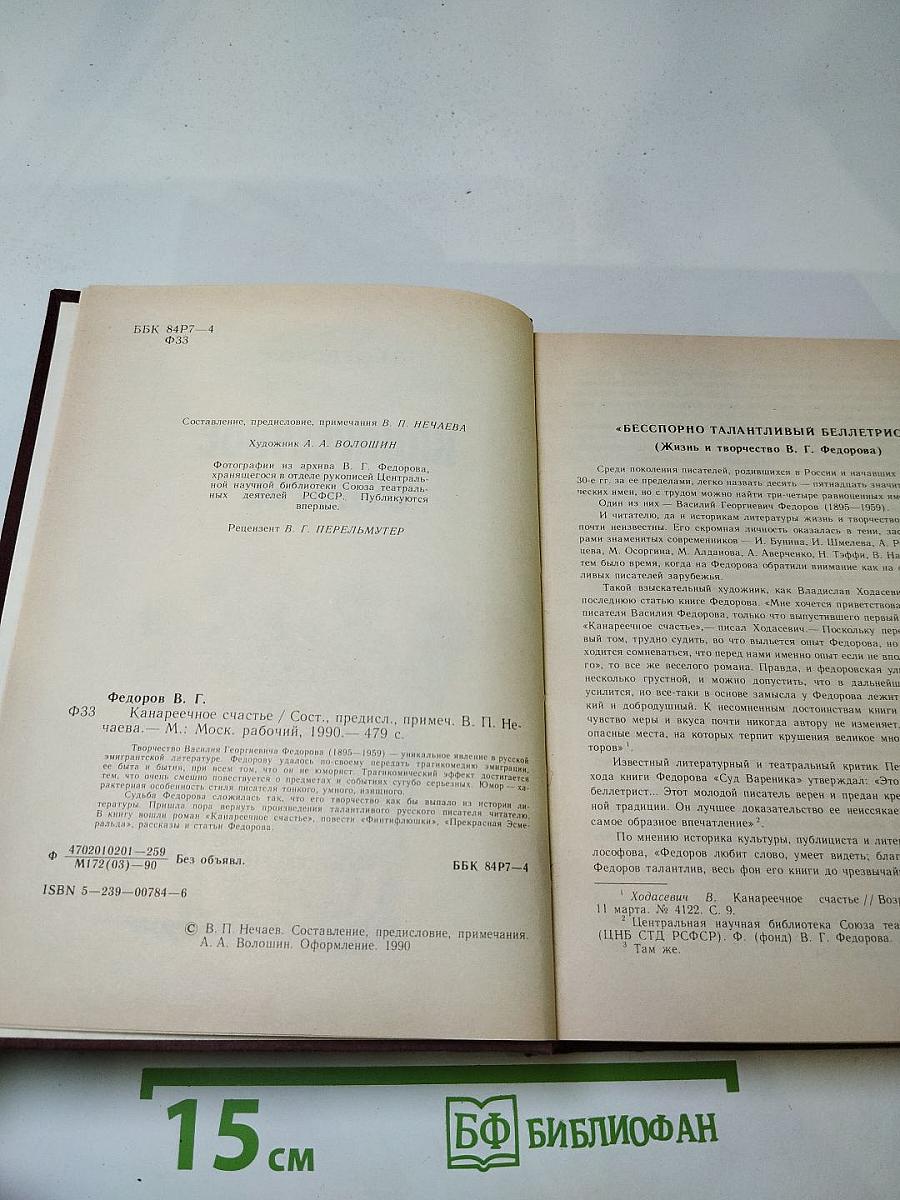 ББК 84Р7—4
Ф33
Составление, предисловие, примечания В. П. НЕЧАЕВА
Художник А. А. ВОЛОШИН
Фотографии из архива В. Г. Федорова,
хранящегося в отделе рукописей Централь-
ной научной библиотеки Союза театраль-
ных деятелей РСФСР. Публикуются
впервые.
Рецензент В. Г. ПЕРЕЛЬМУТЕР
Федоров В. Г.
Ф33 Канареечное счастье / Сост., предисл., примеч. В. П. Не-
чаева.— М.: Моск. рабочий, 1990.— 479 с.
Творчество Василия Георгиевича Федорова (1895—1959) — уникальное явление в русской
эмигрантской литературе. Федорову удалось по-своему передать трагикомедию эмиграции,
ее быта и бытия, при всем том, что он не юморист. Трагикомический эффект достигается
тем, что очень смешно повествуется о предметах и событиях сугубо серьезных. Юмор — ха-
рактерная особенность стиля писателя тонкого, умного, изящного.
Судьба Федорова сложилась так, что его творчество как бы выпало из истории ли-
тературы. Пришла пора вернуть произведения талантливого русского писателя читателю.
В книгу вошли роман «Канареечное счастье», повести «Финтифлюшки», «Прекрасная Эсме-
ральда», рассказы и статьи Федорова.
Ф 4702010201—259
М172(03)—90 Без объявл.
ББК 84Р7—4
ISBN 5—239—00784—6
© В. П. Нечаев. Составление, предисловие, примечания.
А. А. Волошин. Оформление. 1990
«БЕССПОРНО ТАЛАНТЛИВЫЙ БЕЛЛЕТРИС
(Жизнь и творчество В. Г. Федорова)
Среди поколения писателей, родившихся в России и начавших
30-е гг. за ее пределами, легко назвать десять — пятнадцать значит
ческих имен, но с трудом можно найти три-четыре равноценных им
Один из них — Василий Георгиевич Федоров (1895—1959).
И читателю, да и историкам литературы жизнь и творчество
почти неизвестны. Его скромная личность оказалась в тени, зас
рами знаменитых современников — И. Бунина, И. Шмелева, А. Р
цева, М. Осоргина, М. Алданова, А. Аверченко, Н. Тэффи, В. На
тем было время, когда на Федорова обратили внимание как на
ливых писателей зарубежья.
Такой взыскательный художник, как Владислав Ходасеви
последнюю статью книге Федорова. «Мне хочется приветствова
писателя Василия Федорова, только что выпустившего первый
«Канареечное счастье»,— писал Ходасевич.— Поскольку пере
вый том, трудно судить, во что выльется опыт Федорова, но
ходится сомневаться, что перед нами именно опыт если не впол
го», то все же веселого романа. Правда, и федоровская ул
несколько грустной, и можно допустить, что в дальнейш
усилится, но все-таки в основе замысла у Федорова лежит
кий и добродушный. К несомненным достоинствам книги
чувство меры и вкуса почти никогда автору не изменяет,
опасные места, на которых терпит крушения великое мно
торов»1.
Известный литературный и театральный критик Пе
хода книги Федорова «Суд Вареника» утверждал: «Это
беллетрист... Этот молодой писатель верен и предан кре
ной традиции. Он лучшее доказательство ее неиссякае
самое образное впечатление»2.
По мнению историка культуры, публициста и лите
лософова, «Федоров любит слово, умеет видеть; благ
Федоров талантлив, весь фон его книги до чрезвычай
1 Ходасевич В. Канареечное счастье // Возр
11 марта. № 4122. С. 9.
2 Центральная научная библиотека Союза теа
(ЦНБ СТД РСФСР). Ф. (фонд) В. Г. Федорова.
3 Там же.
15 см
БФ БИБЛИОФАН